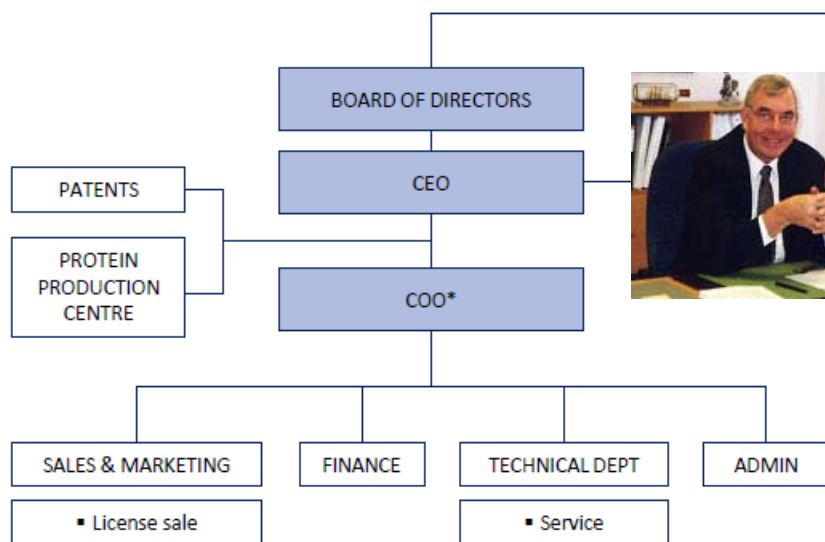 BOARD OF DIRECTORS
CEO
PATENTS
PROTEIN
PRODUCTION
CENTRE
COO*
SALES & MARKETING
FINANCE
TECHNICAL DEPT
ADMIN
▪ License sale
▪ Service